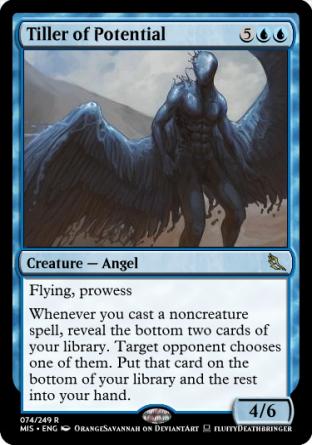 Tiller of Potential 5
Creature — Angel
Flying, prowess
Whenever you cast a noncreature
spell, reveal the bottom two cards of
your library. Target opponent chooses
one of them. Put that card on the
bottom of your library and the rest
into your hand.
4/6
074/249 R
MIS • ENG OrangeSavannah on DeviantArt fluffyDeathbringer